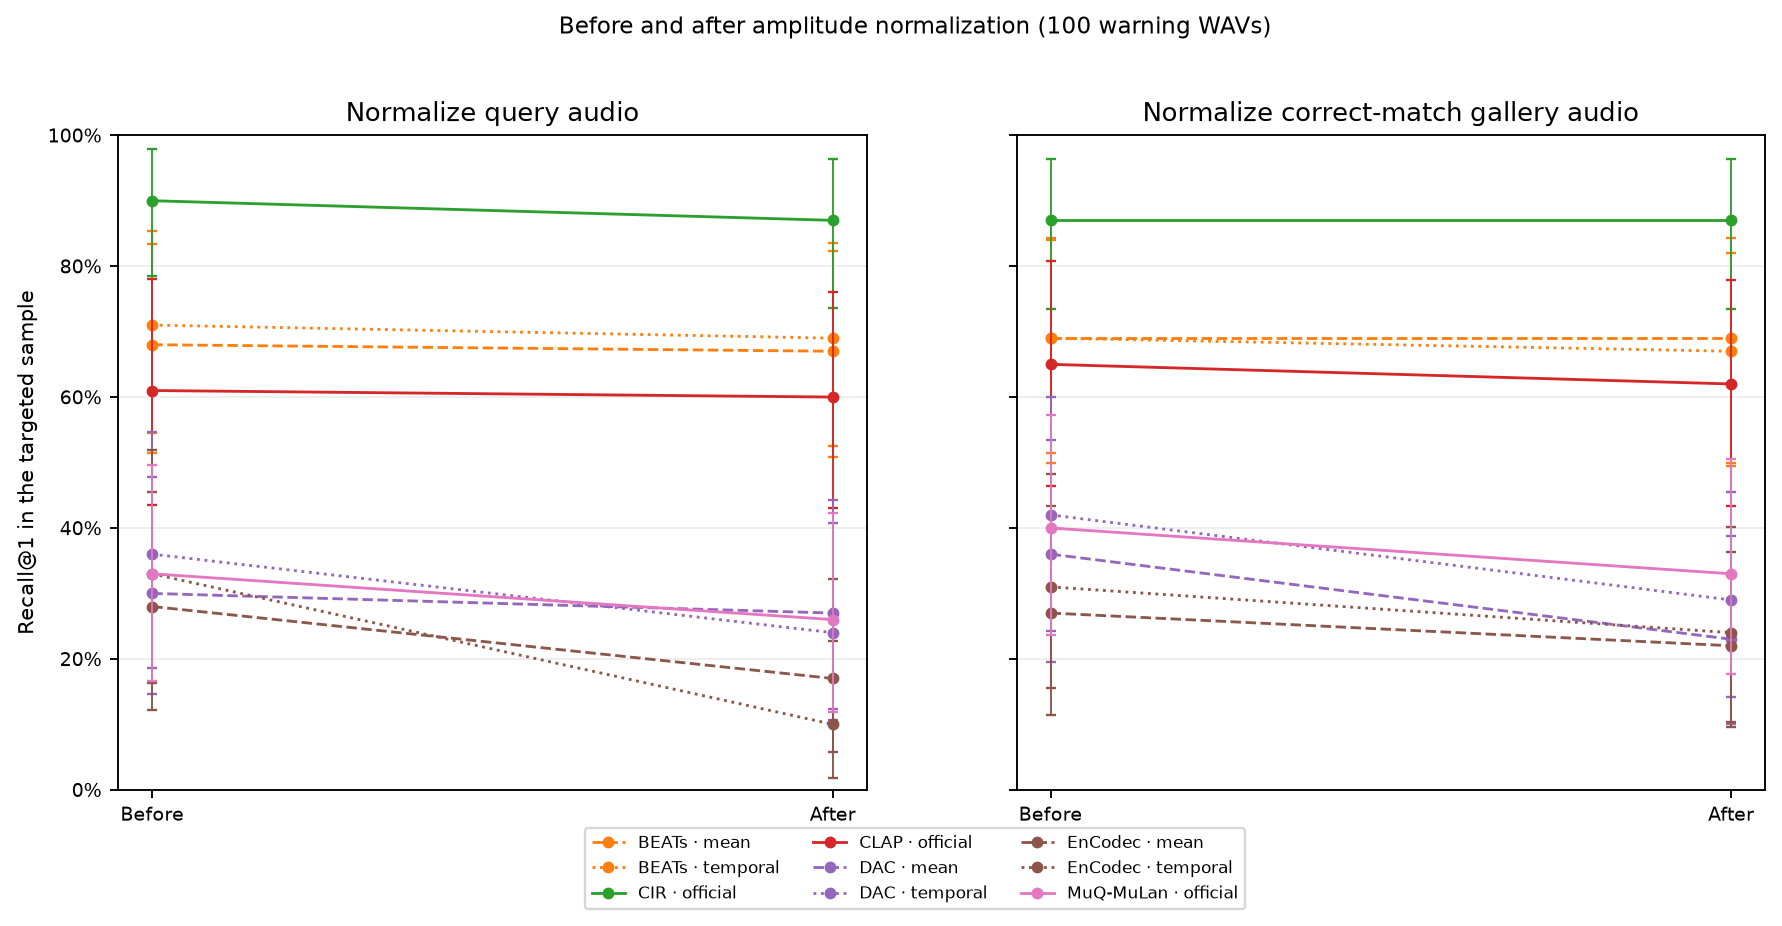 Before and after amplitude normalization (100 warning WAVs)
Normalize query audio
Normalize correct-match gallery audio
Recall@1 in the targeted sample
100%
80%
60%
40%
20%
0%
Before
After
Before
After
BEATs · mean
BEATs · temporal
CIR · official
CLAP · official
DAC · mean
DAC · temporal
EnCodec · mean
EnCodec · temporal
MuQ-MuLan · official